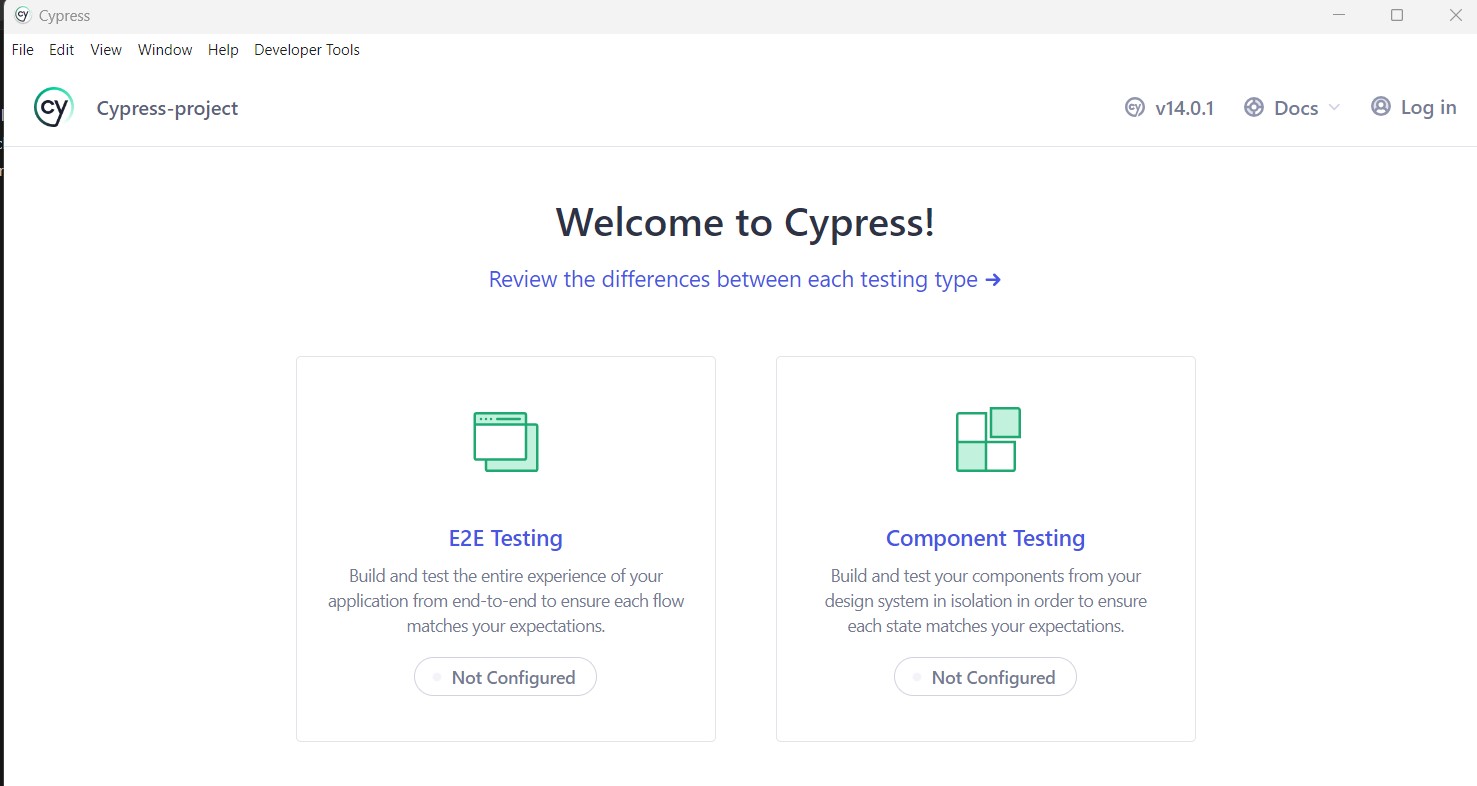 Cypress
File Edit View Window Help Developer Tools
cy Cypress-project v14.0.1 Docs Log in
Welcome to Cypress!
Review the differences between each testing type →
E2E Testing
Build and test the entire experience of your
application from end-to-end to ensure each flow
matches your expectations.
Not Configured
Component Testing
Build and test your components from your
design system in isolation in order to ensure
each state matches your expectations.
Not Configured